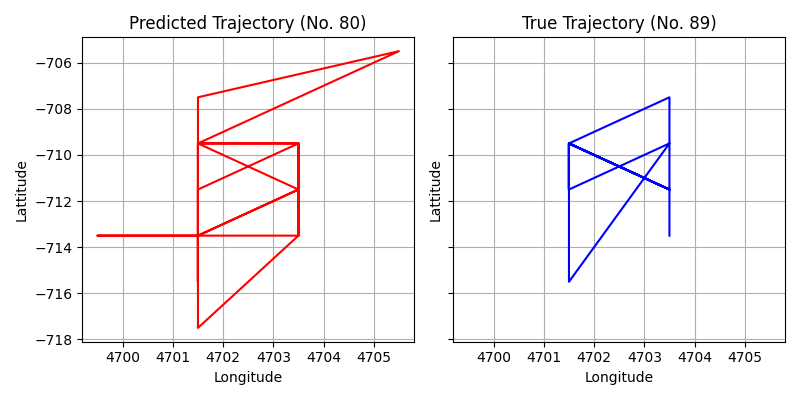 Predicted Trajectory (No. 80)
True Trajectory (No. 89)
−706
−708
−710
−712
−714
−716
−718
Lattitude
Lattitude
4700 4701 4702 4703 4704 4705
4700 4701 4702 4703 4704 4705
Longitude
Longitude